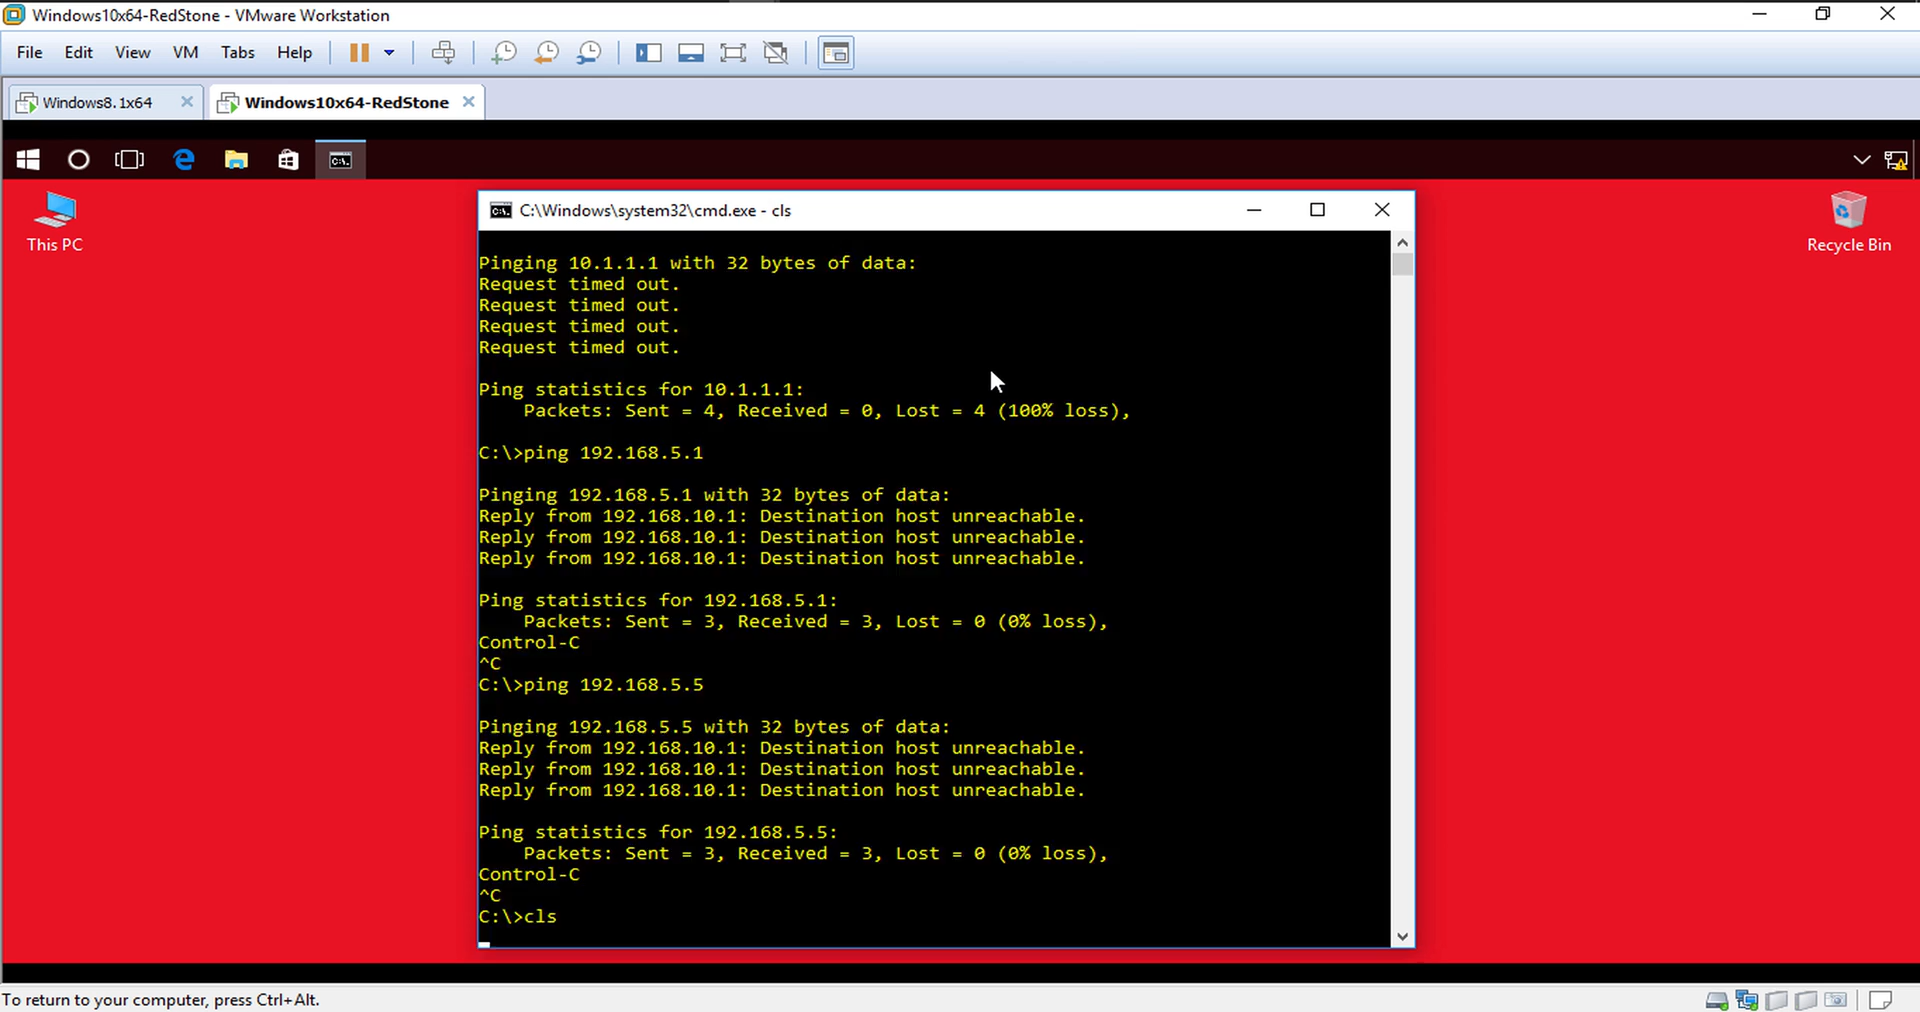 Windows10x64-RedStone - VMware Workstation
File Edit View VM Tabs Help
Windows8.1x64 Windows10x64-RedStone
This PC
Recycle Bin
C:\Windows\system32\cmd.exe - cls
Pinging 10.1.1.1 with 32 bytes of data:
Request timed out.
Request timed out.
Request timed out.
Request timed out.
Ping statistics for 10.1.1.1:
Packets: Sent = 4, Received = 0, Lost = 4 (100% loss),
C:\>ping 192.168.5.1
Pinging 192.168.5.1 with 32 bytes of data:
Reply from 192.168.10.1: Destination host unreachable.
Reply from 192.168.10.1: Destination host unreachable.
Reply from 192.168.10.1: Destination host unreachable.
Ping statistics for 192.168.5.1:
Packets: Sent = 3, Received = 3, Lost = 0 (0% loss),
Control-C
^C
C:\>ping 192.168.5.5
Pinging 192.168.5.5 with 32 bytes of data:
Reply from 192.168.10.1: Destination host unreachable.
Reply from 192.168.10.1: Destination host unreachable.
Reply from 192.168.10.1: Destination host unreachable.
Ping statistics for 192.168.5.5:
Packets: Sent = 3, Received = 3, Lost = 0 (0% loss),
Control-C
^C
C:\>cls
To return to your computer, press Ctrl+Alt.